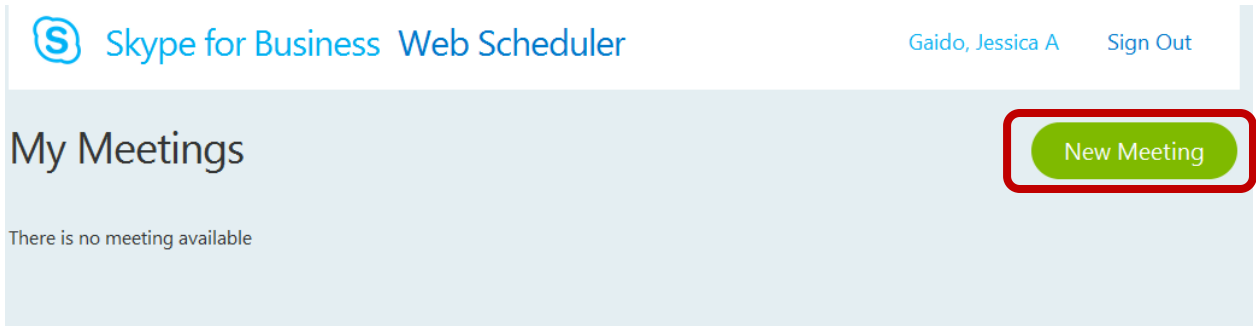 Skype for Business Web Scheduler Gaido, Jessica A Sign Out
My Meetings New Meeting
There is no meeting available